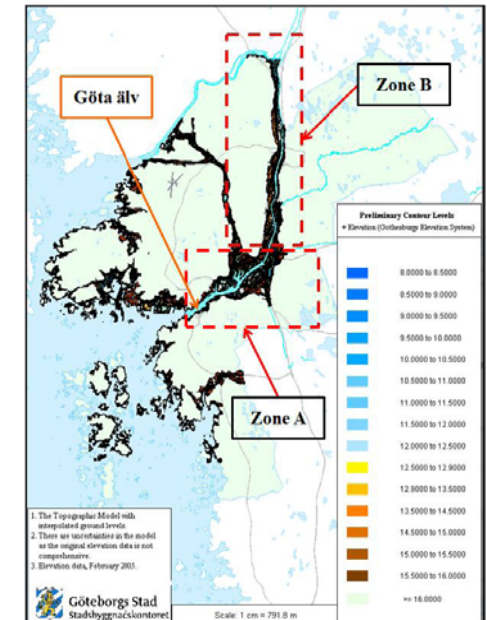 Göta älv
Zone B
Zone A
Preliminary Contour Levels
* Elevation (Gothenburgs Elevation System)
8.0000 to 8.5000
8.5000 to 9.0000
9.0000 to 9.5000
9.5000 to 10.0000
10.0000 to 10.5000
10.5000 to 11.0000
11.0000 to 11.5000
11.5000 to 12.0000
12.0000 to 12.5000
12.5000 to 12.9000
12.9000 to 13.5000
13.5000 to 14.5000
14.5000 to 15.0000
15.0000 to 15.5000
15.5000 to 16.0000
>= 16.0000
1. The Topographic Model with
interpolated ground levels.
2. There are uncertainties in the model
as the original elevation data is not
comprehensive.
3. Elevation data, February 2005.
Göteborgs Stad
Stadsbyggnadskontoret
Scale: 1 cm = 791.8 m